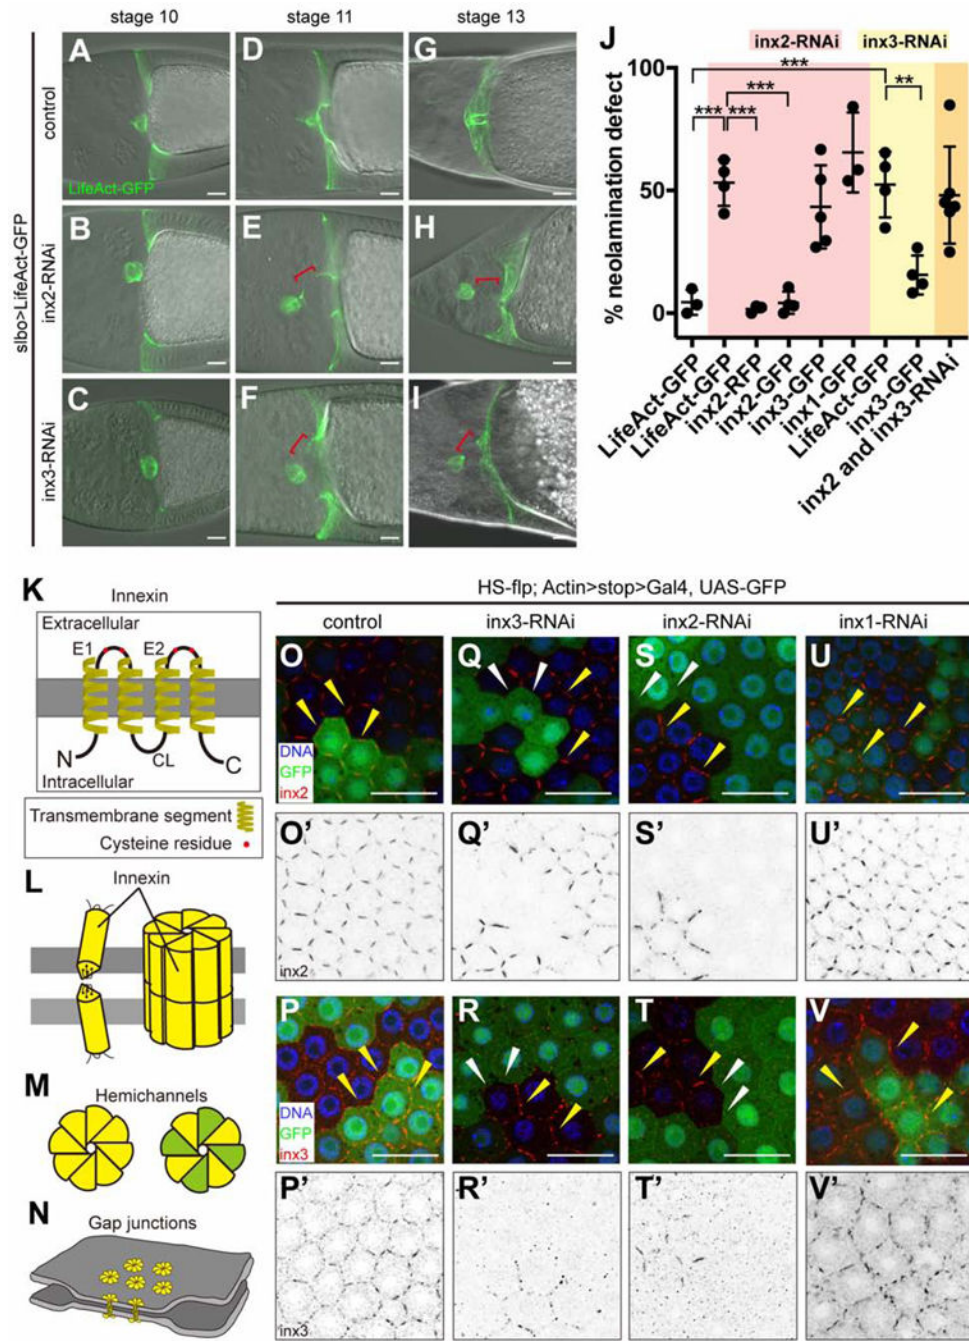 stage 10
stage 11
stage 13
slbo>LifeAct-GFP
control
inx2-RNAi
inx3-RNAi
A
LifeAct-GFP
D
G
B
E
H
C
F
I
J
inx2-RNAi
inx3-RNAi
% neolamination defect
100
50
0
***
***
***
***
**
LifeAct-GFP
LifeAct-GFP
inx2-RFP
inx2-GFP
inx3-GFP
inx1-GFP
LifeAct-GFP
inx3-GFP
inx2 and inx3-RNAi
K
Innexin
Extracellular
E1
E2
N
CL
C
Intracellular
Transmembrane segment
Cysteine residue
L
Innexin
M
Hemichannels
N
Gap junctions
HS-flp; Actin>stop>Gal4, UAS-GFP
control
inx3-RNAi
inx2-RNAi
inx1-RNAi
O
DNA
GFP
inx2
Q
S
U
O'
inx2
Q'
S'
U'
P
DNA
GFP
inx3
R
T
V
P'
inx3
R'
T'
V'